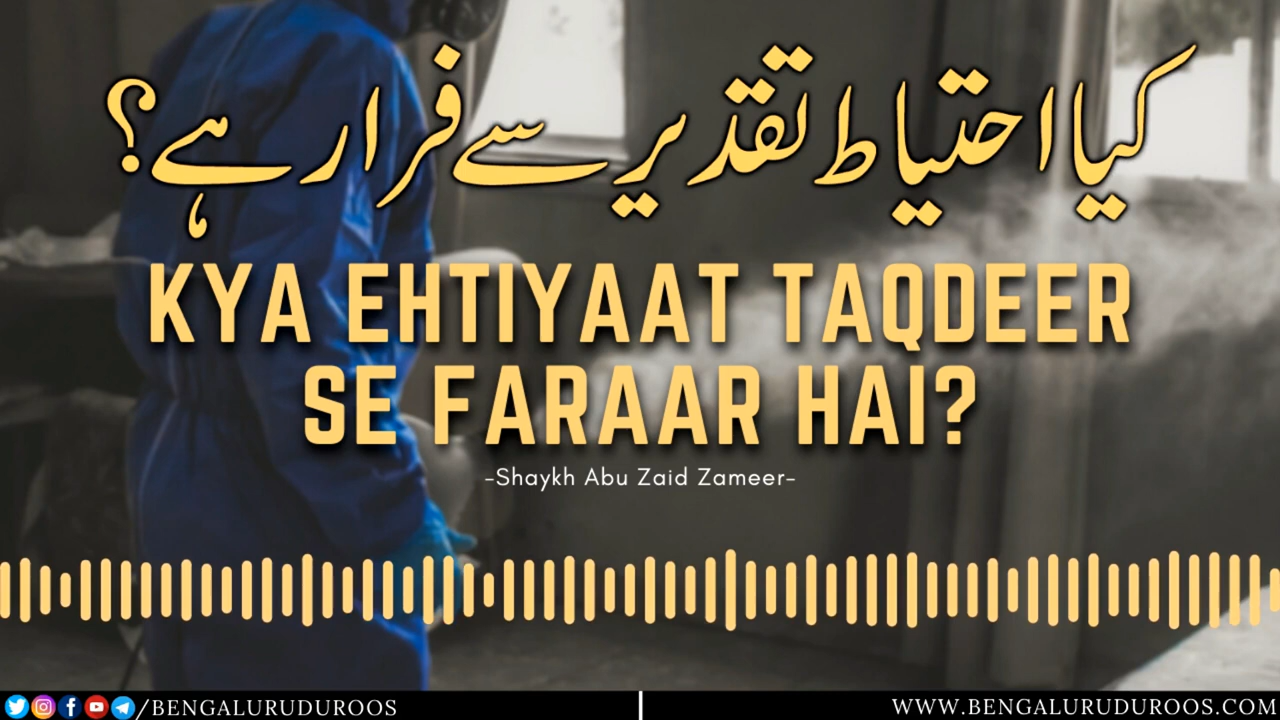 کیا احتیاط تقدیر سے فرار ہے؟
KYA EHTIYAAT TAQDEER
SE FARAAR HAI?
-Shaykh Abu Zaid Zameer-
/BENGALURUDUROOS
WWW.BENGALURUDUROOS.COM